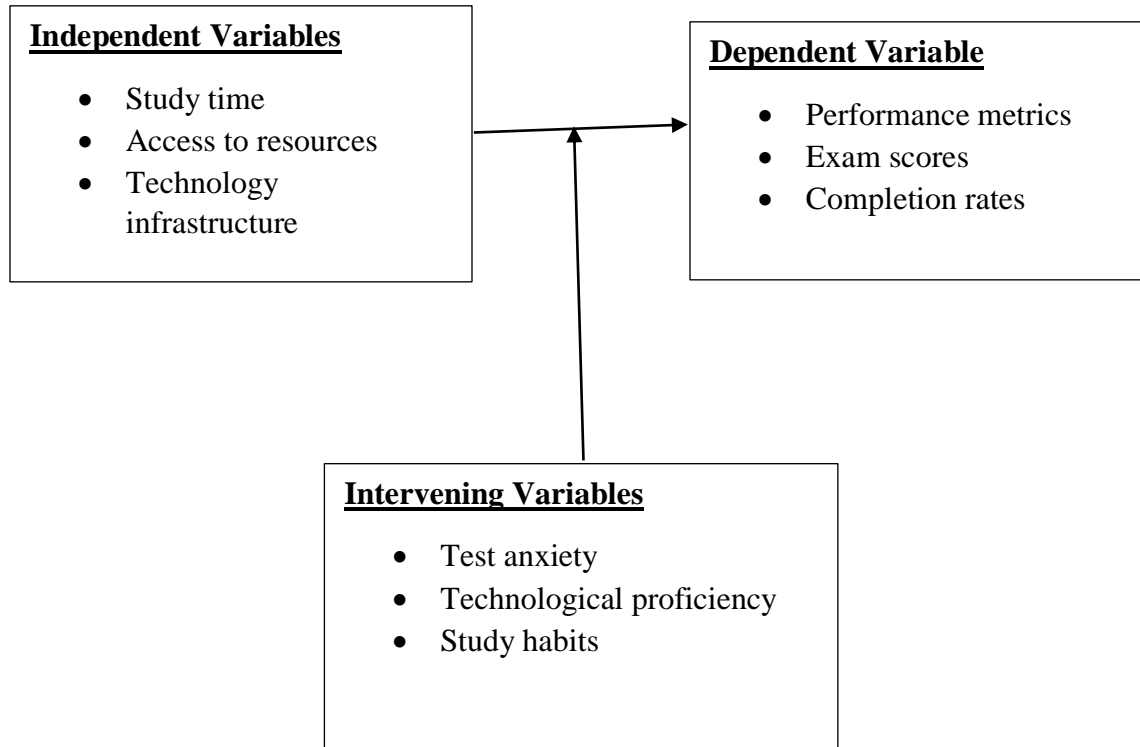 Independent Variables
• Study time
• Access to resources
• Technology
infrastructure
Dependent Variable
• Performance metrics
• Exam scores
• Completion rates
Intervening Variables
• Test anxiety
• Technological proficiency
• Study habits